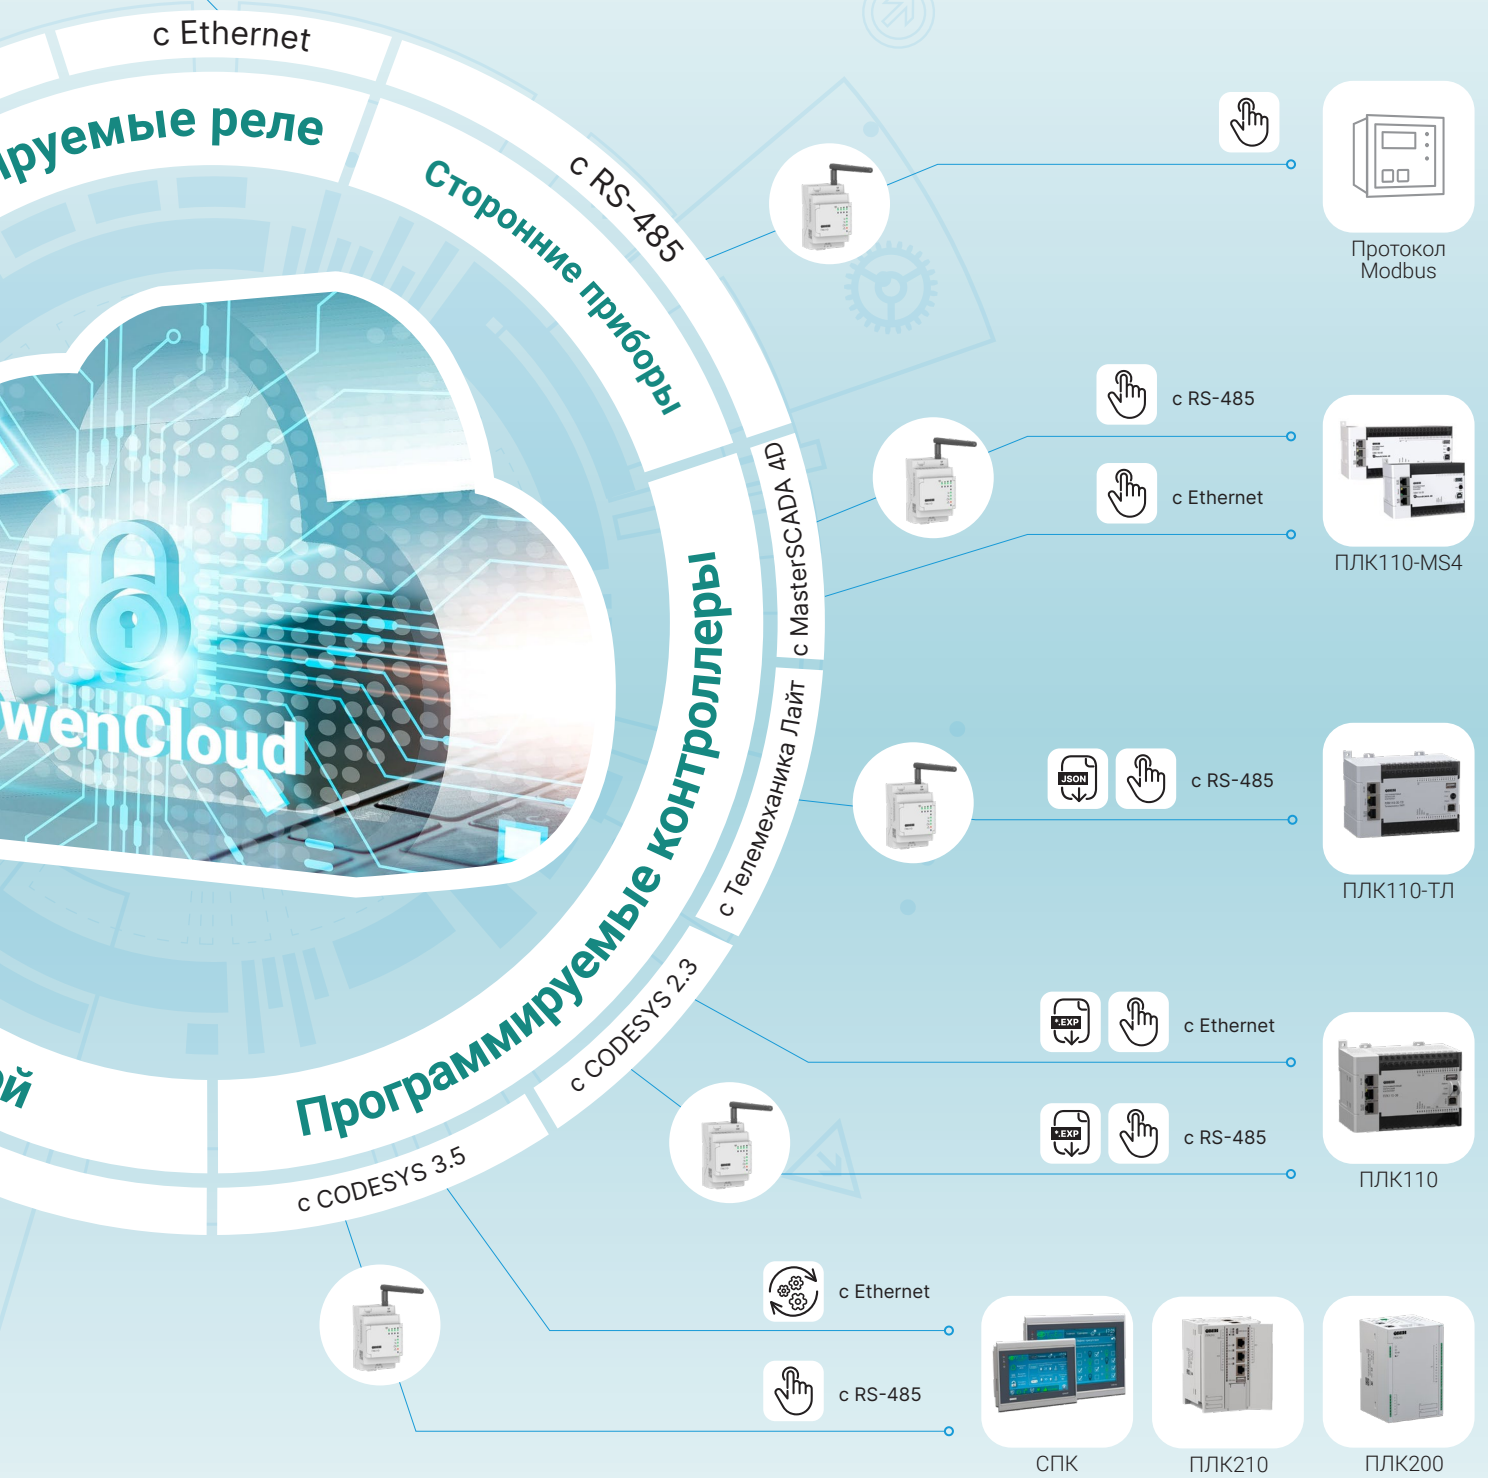 с Ethernet
реле
Сторонние приборы
с RS-485
Протокол
Modbus
с MasterSCADA 4D
с RS-485
с Ethernet
ПЛК110-MS4
wenCloud
Программируемые контроллеры
с Телемеханика Лайт
JSON
с RS-485
ПЛК110-ТЛ
с CODESYS 2.3
*.EXP
с Ethernet
*.EXP
с RS-485
ПЛК110
с CODESYS 3.5
с Ethernet
с RS-485
СПК
ПЛК210
ПЛК200